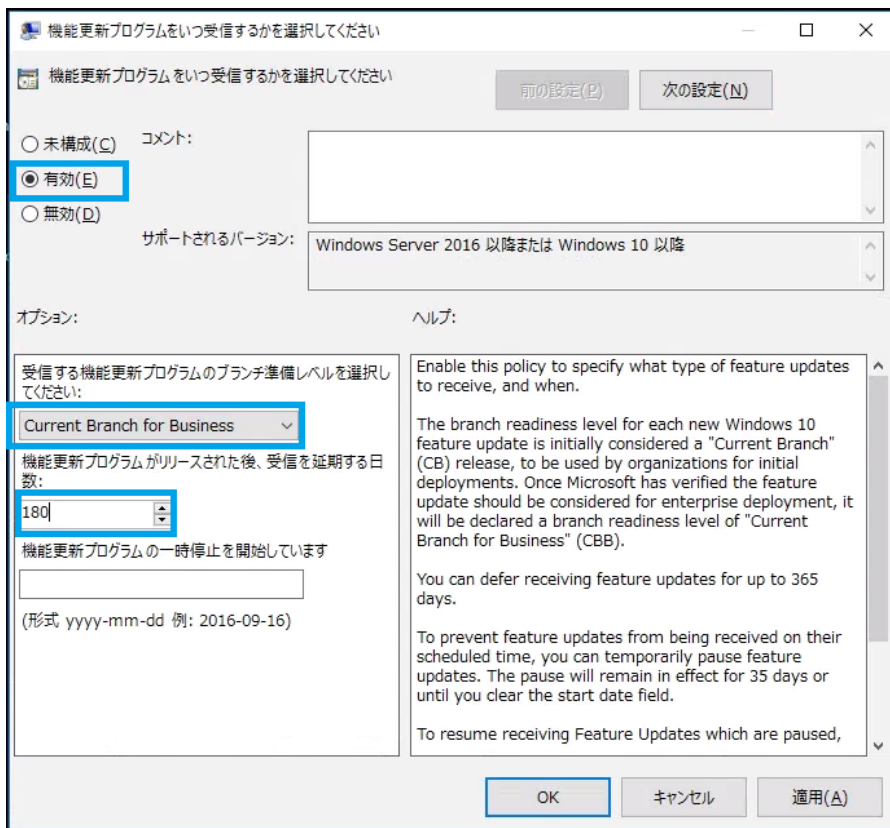 機能更新プログラムをいつ受信するかを選択してください
機能更新プログラムをいつ受信するかを選択してください
前の設定(P)
次の設定(N)
未構成(C)
コメント:
有効(E)
無効(D)
サポートされるバージョン:
Windows Server 2016 以降または Windows 10 以降
オプション:
ヘルプ:
受信する機能更新プログラムのブランチ準備レベルを選択し
てください:
Current Branch for Business
機能更新プログラムがリリースされた後、受信を延期する日
数:
180
機能更新プログラムの一時停止を開始しています
(形式 yyyy-mm-dd 例: 2016-09-16)
Enable this policy to specify what type of feature updates
to receive, and when.
The branch readiness level for each new Windows 10
feature update is initially considered a "Current Branch"
(CB) release, to be used by organizations for initial
deployments. Once Microsoft has verified the feature
update should be considered for enterprise deployment, it
will be declared a branch readiness level of "Current
Branch for Business" (CBB).
You can defer receiving feature updates for up to 365
days.
To prevent feature updates from being received on their
scheduled time, you can temporarily pause feature
updates. The pause will remain in effect for 35 days or
until you clear the start date field.
To resume receiving Feature Updates which are paused,
OK
キャンセル
適用(A)